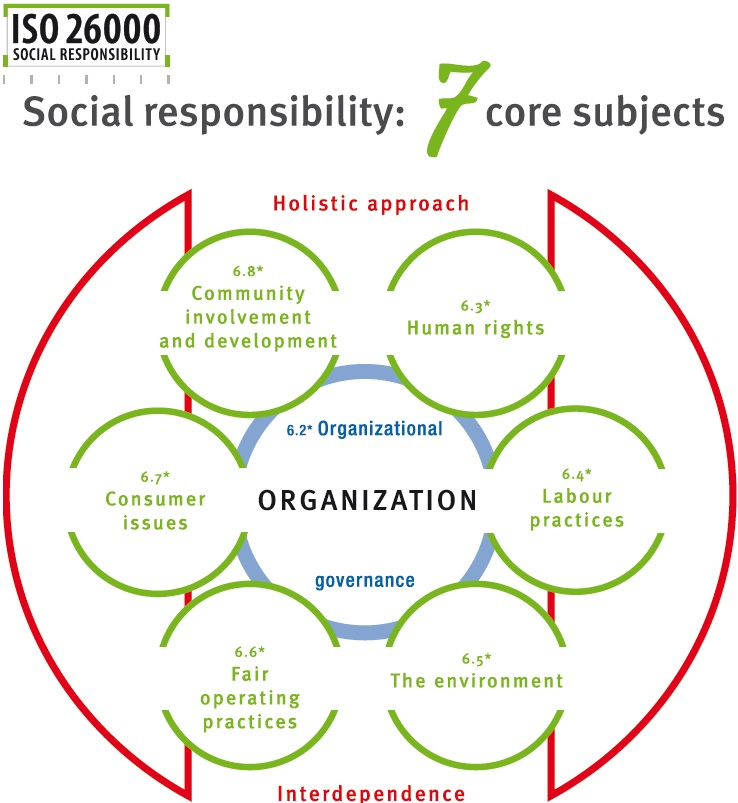 ISO 26000
SOCIAL RESPONSIBILITY
Social responsibility: 7 core subjects
Holistic approach
6.8*
Community
involvement
and development
6.3*
Human rights
6.2* Organizational
6.7*
Consumer
issues
ORGANIZATION
6.4*
Labour
practices
governance
6.6*
Fair
operating
practices
6.5*
The environment
Interdependence